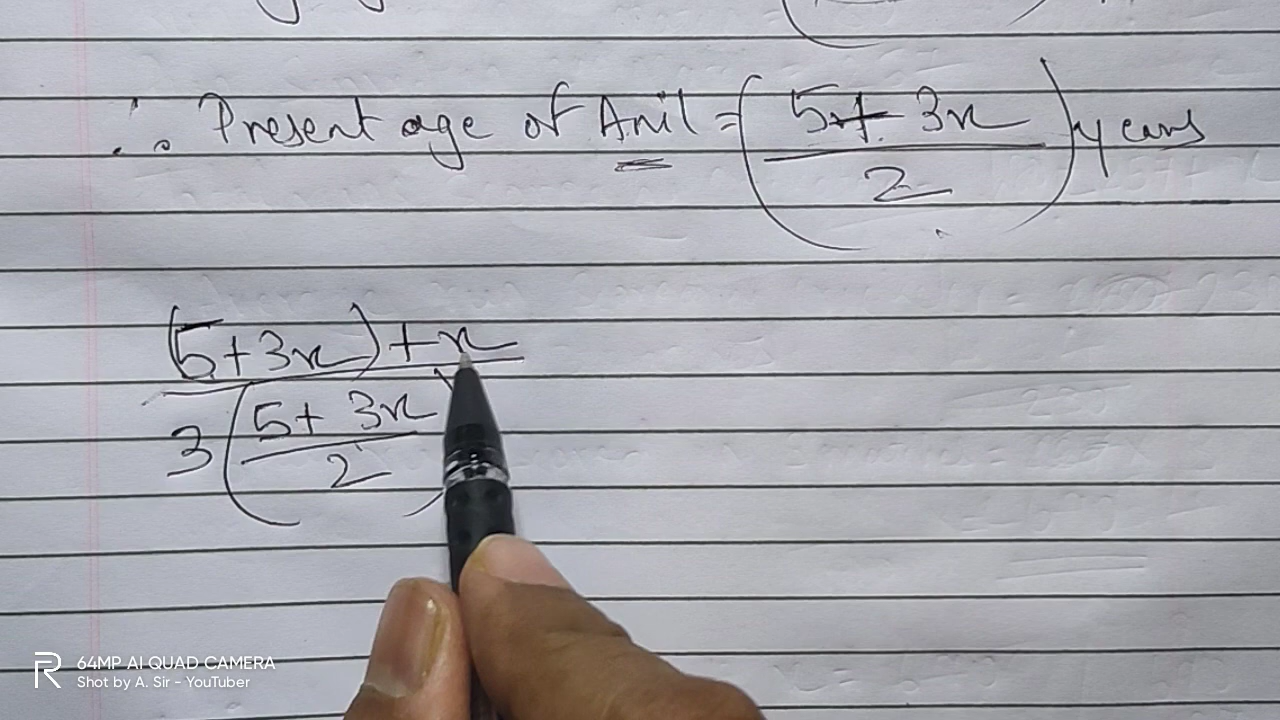 ∴ Present age of Anil = (5+3x / 2) years
(5+3x)+x
3(5+3x / 2)
64MP AI QUAD CAMERA
Shot by A. Sir - YouTuber